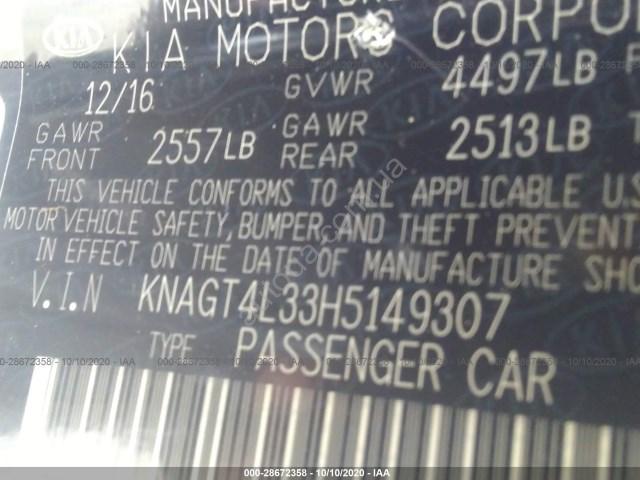 MANUFACTURE
KIA KIA MOTORS CORPOR
12/16 GVWR 4497LB
GAWR FRONT 2557LB GAWR REAR 2513LB
THIS VEHICLE CONFORMS TO ALL APPLICABLE U.S
MOTOR VEHICLE SAFETY, BUMPER, AND THEFT PREVENT
IN EFFECT ON THE DATE OF MANUFACTURE SHO
V.I.N KNAGT4L33H5149307
TYPE PASSENGER CAR
000-28672358 - 10/10/2020 - IAA